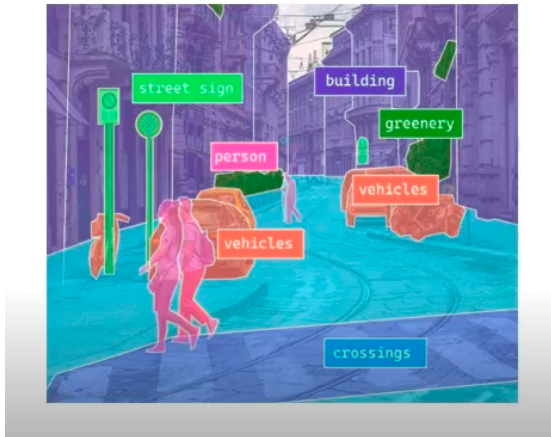 street sign
building
greenery
person
vehicles
vehicles
crossings